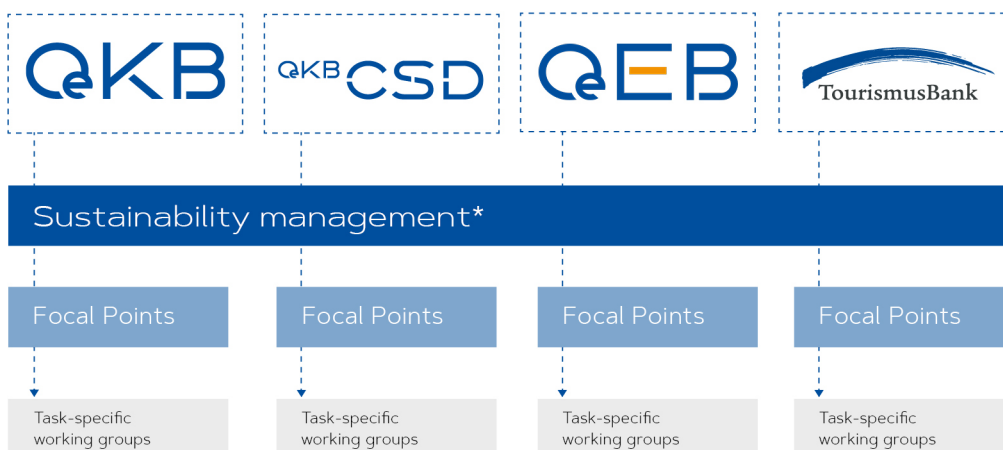 OeKB
OeKB CSD
OeEB
TourismusBank
Sustainability management*
Focal Points
Focal Points
Focal Points
Focal Points
Task-specific
working groups
Task-specific
working groups
Task-specific
working groups
Task-specific
working groups